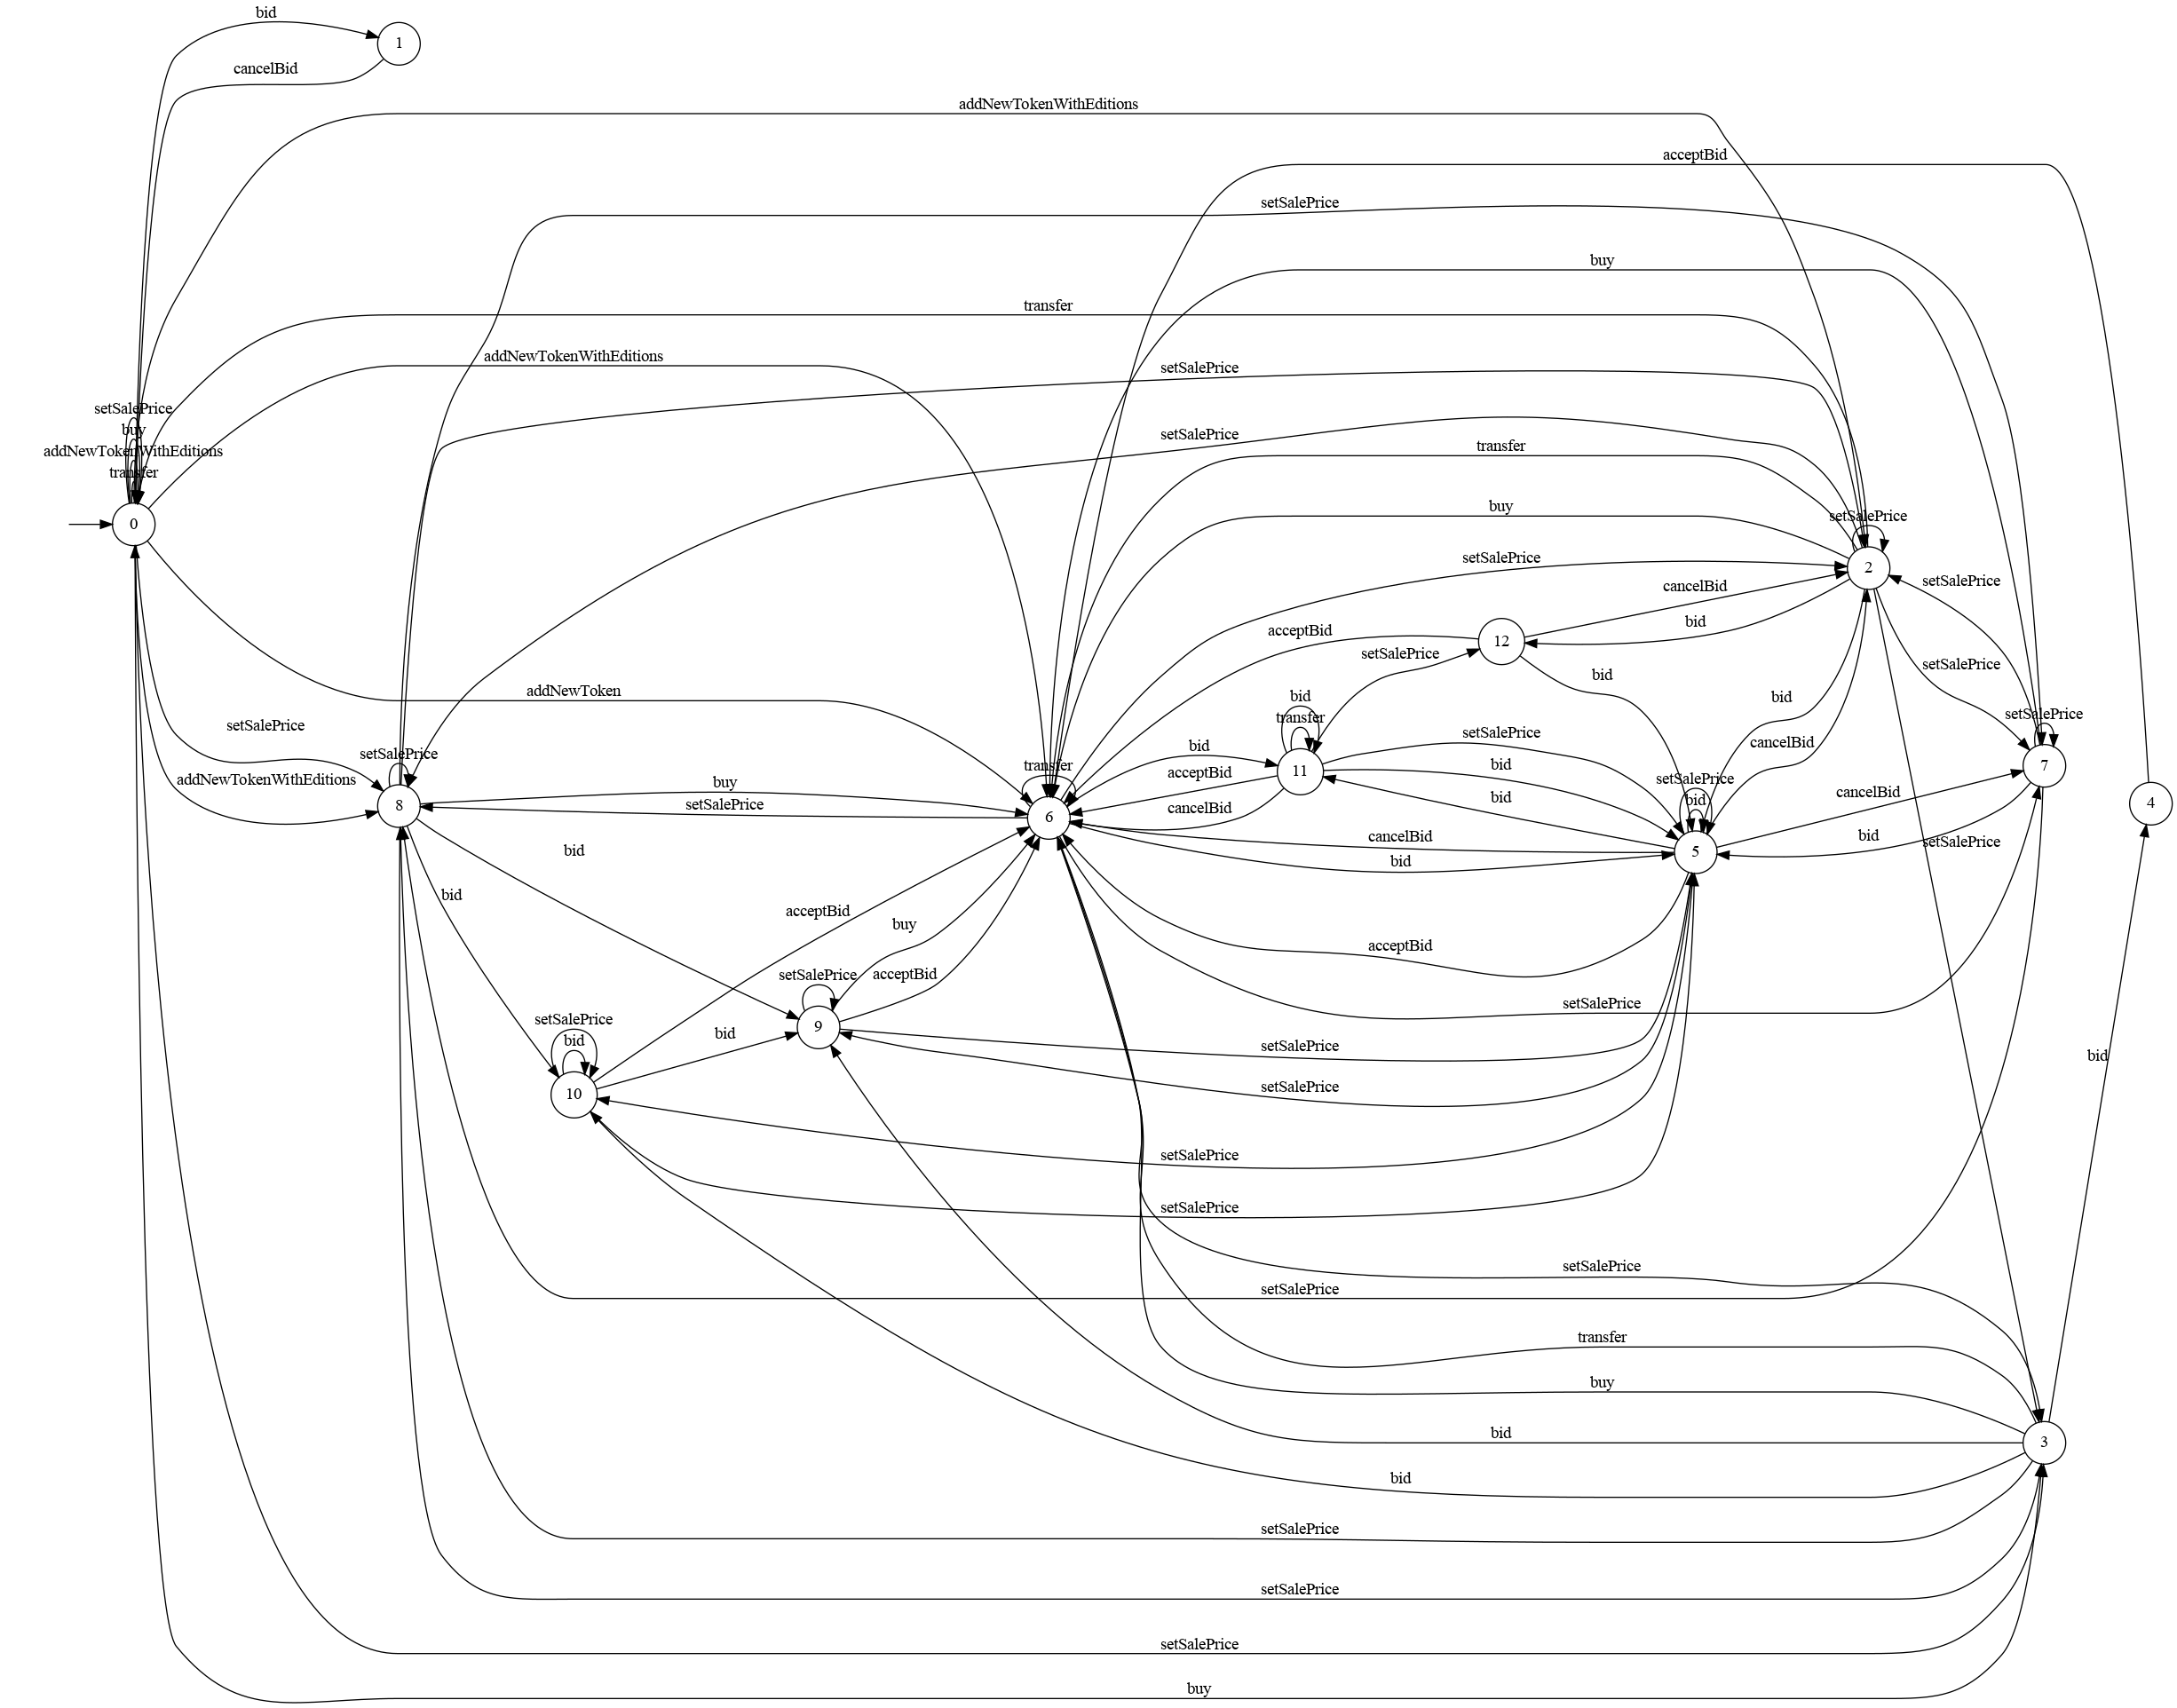 bid
1
cancelBid
addNewTokenWithEditions
acceptBid
setSalePrice
buy
transfer
addNewTokenWithEditions
setSalePrice
setSalePrice
setSalePrice
buy
addNewTokenWithEditions
transfer
transfer
buy
0
setSalePrice
setSalePrice
2
setSalePrice
cancelBid
bid
acceptBid
12
setSalePrice
setSalePrice
bid
addNewToken
bid
bid
setSalePrice
transfer
setSalePrice
bid
cancelBid
setSalePrice
setSalePrice
transfer
11
bid
7
addNewTokenWithEditions
buy
acceptBid
setSalePrice
8
setSalePrice
6
cancelBid
bid
bid
cancelBid
4
bid
cancelBid
bid
5
bid
setSalePrice
bid
bid
acceptBid
buy
acceptBid
setSalePrice
acceptBid
setSalePrice
9
setSalePrice
bid
bid
setSalePrice
bid
10
setSalePrice
setSalePrice
setSalePrice
setSalePrice
setSalePrice
transfer
buy
bid
3
bid
setSalePrice
setSalePrice
setSalePrice
buy